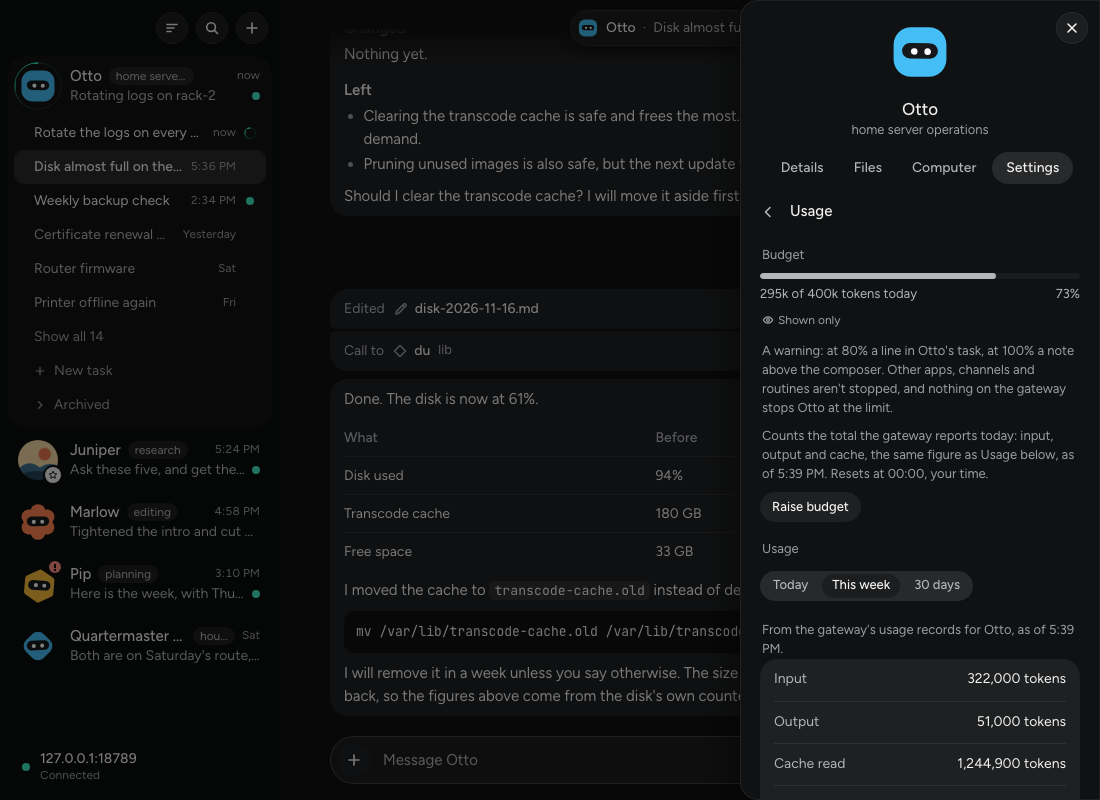 Otto home serve... now
Rotating logs on rack-2
Rotate the logs on every ... now
Disk almost full on the... 5:36 PM
Weekly backup check 2:34 PM
Certificate renewal ... Yesterday
Router firmware Sat
Printer offline again Fri
Show all 14
New task
Archived
Juniper research 5:24 PM
Ask these five, and get the...
Marlow editing 4:58 PM
Tightened the intro and cut ...
Pip planning 3:10 PM
Here is the week, with Thu...
Quartermaster ... hou... Sat
Both are on Saturday's route,...
127.0.0.1:18789
Connected
Otto · Disk almost fu
Changed
Nothing yet.
Left
Clearing the transcode cache is safe and frees the most.
demand.
Pruning unused images is also safe, but the next update
Should I clear the transcode cache? I will move it aside first
Edited disk-2026-11-16.md
Call to du lib
Done. The disk is now at 61%.
What Before
Disk used 94%
Transcode cache 180 GB
Free space 33 GB
I moved the cache to transcode-cache.old instead of de
mv /var/lib/transcode-cache.old /var/lib/transcod
I will remove it in a week unless you say otherwise. The size
back, so the figures above come from the disk's own counte
Message Otto
Otto
home server operations
Details Files Computer Settings
Usage
Budget
295k of 400k tokens today 73%
Shown only
A warning: at 80% a line in Otto's task, at 100% a note
above the composer. Other apps, channels and
routines aren't stopped, and nothing on the gateway
stops Otto at the limit.
Counts the total the gateway reports today: input,
output and cache, the same figure as Usage below, as
of 5:39 PM. Resets at 00:00, your time.
Raise budget
Usage
Today This week 30 days
From the gateway's usage records for Otto, as of 5:39
PM.
Input 322,000 tokens
Output 51,000 tokens
Cache read 1,244,900 tokens